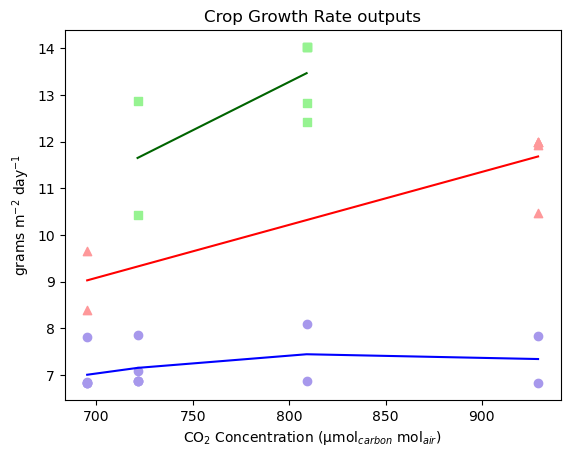 Crop Growth Rate outputs
14
13
12
11
10
9
8
7
grams m⁻² day⁻¹
700 750 800 850 900
CO₂ Concentration (μmol_carbon mol_air)